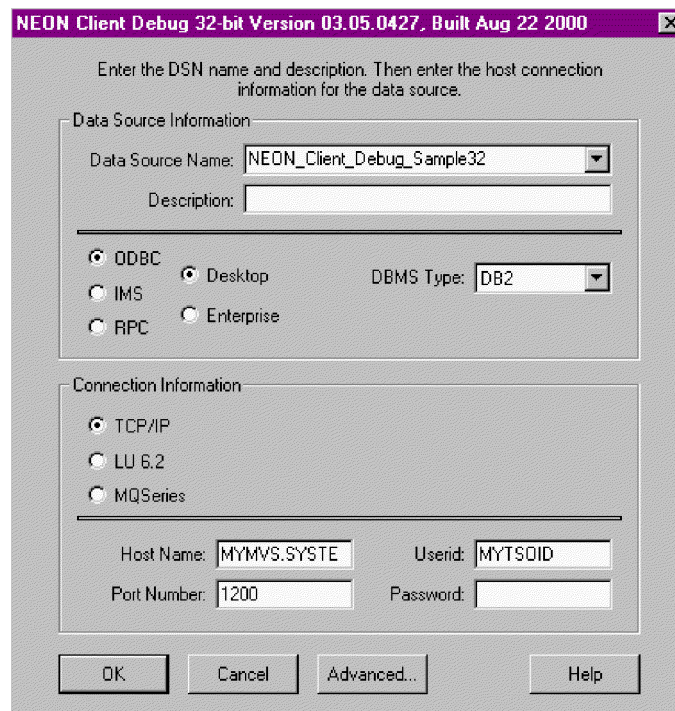 NEON Client Debug 32-bit Version 03.05.0427, Built Aug 22 2000
Enter the DSN name and description. Then enter the host connection
information for the data source.
Data Source Information
Data Source Name: NEON_Client_Debug_Sample32
Description:
ODBC
Desktop
DBMS Type: DB2
IMS
Enterprise
RPC
Connection Information
TCP/IP
LU 6.2
MQSeries
Host Name: MYMVS.SYSTE Userid: MYTSOID
Port Number: 1200 Password:
OK Cancel Advanced... Help